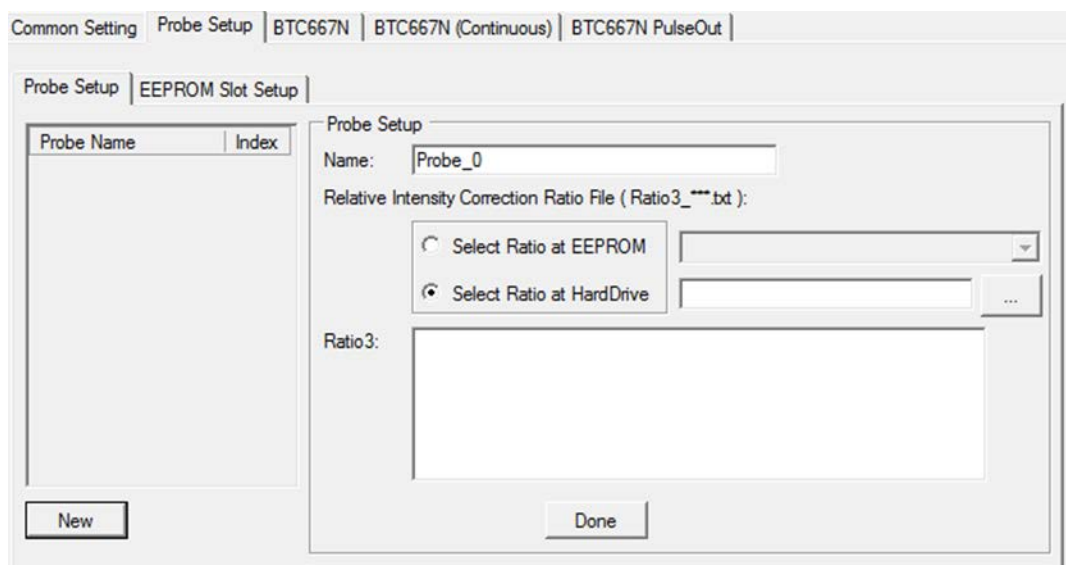 Common Setting Probe Setup BTC667N BTC667N (Continuous) BTC667N PulseOut
Probe Setup EEPROM Slot Setup
Probe Name Index
Probe Setup
Name: Probe_0
Relative Intensity Correction Ratio File ( Ratio3_***.txt ):
Select Ratio at EEPROM
Select Ratio at HardDrive ...
Ratio3:
New
Done